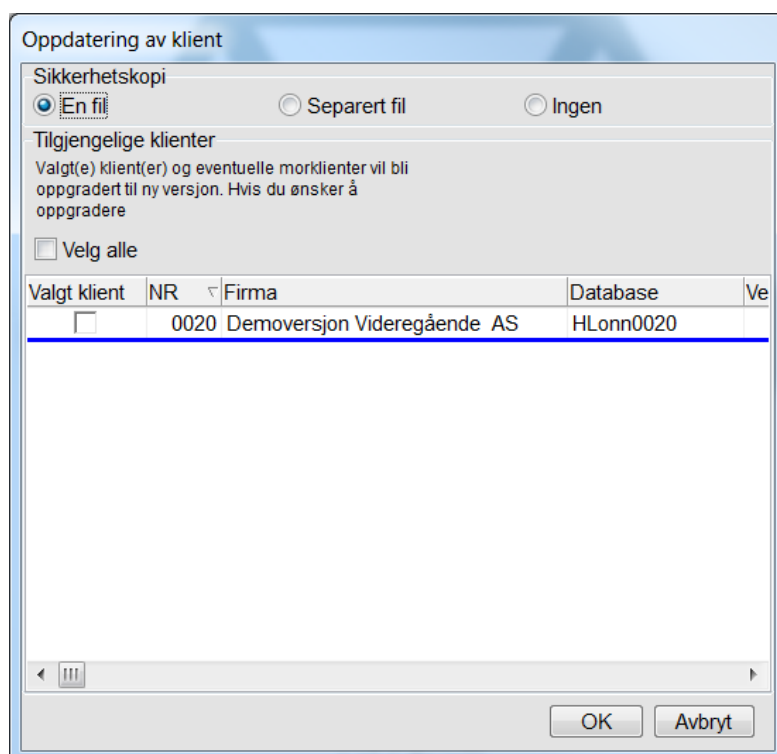 Oppdatering av klient
Sikkerhetskopi
En fil Separert fil Ingen
Tilgjengelige klienter
Valgt(e) klient(er) og eventuelle morklienter vil bli
oppgradert til ny versjon. Hvis du ønsker å
oppgradere
Velg alle
Valgt klient NR Firma Database Ve
0020 Demoversjon Videregående AS HLonn0020
OK Avbryt